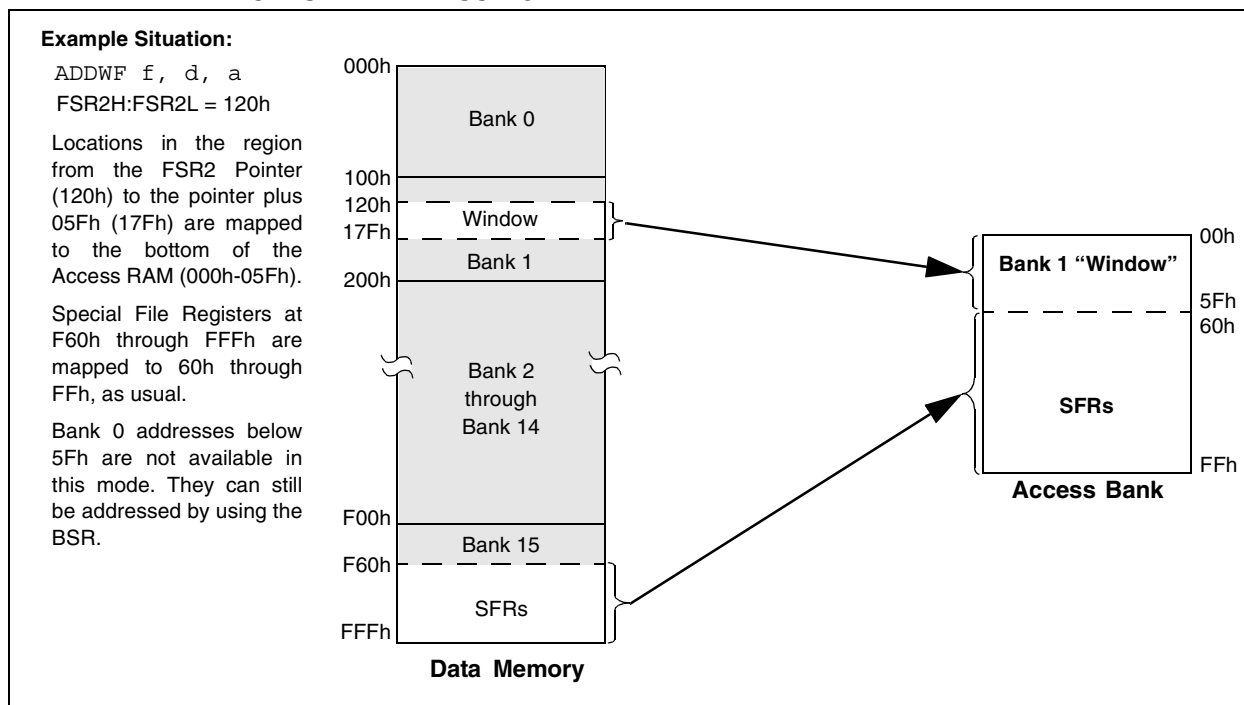 Example Situation:
ADDWF f, d, a
FSR2H:FSR2L = 120h
Locations in the region
from the FSR2 Pointer
(120h) to the pointer plus
05Fh (17Fh) are mapped
to the bottom of the
Access RAM (000h-05Fh).
Special File Registers at
F60h through FFFh are
mapped to 60h through
FFh, as usual.
Bank 0 addresses below
5Fh are not available in
this mode. They can still
be addressed by using the
BSR.
000h
Bank 0
100h
120h
Window
17Fh
Bank 1
200h
Bank 2
through
Bank 14
F00h
Bank 15
F60h
SFRs
FFFh
Data Memory
00h
Bank 1 “Window”
5Fh
60h
SFRs
FFh
Access Bank